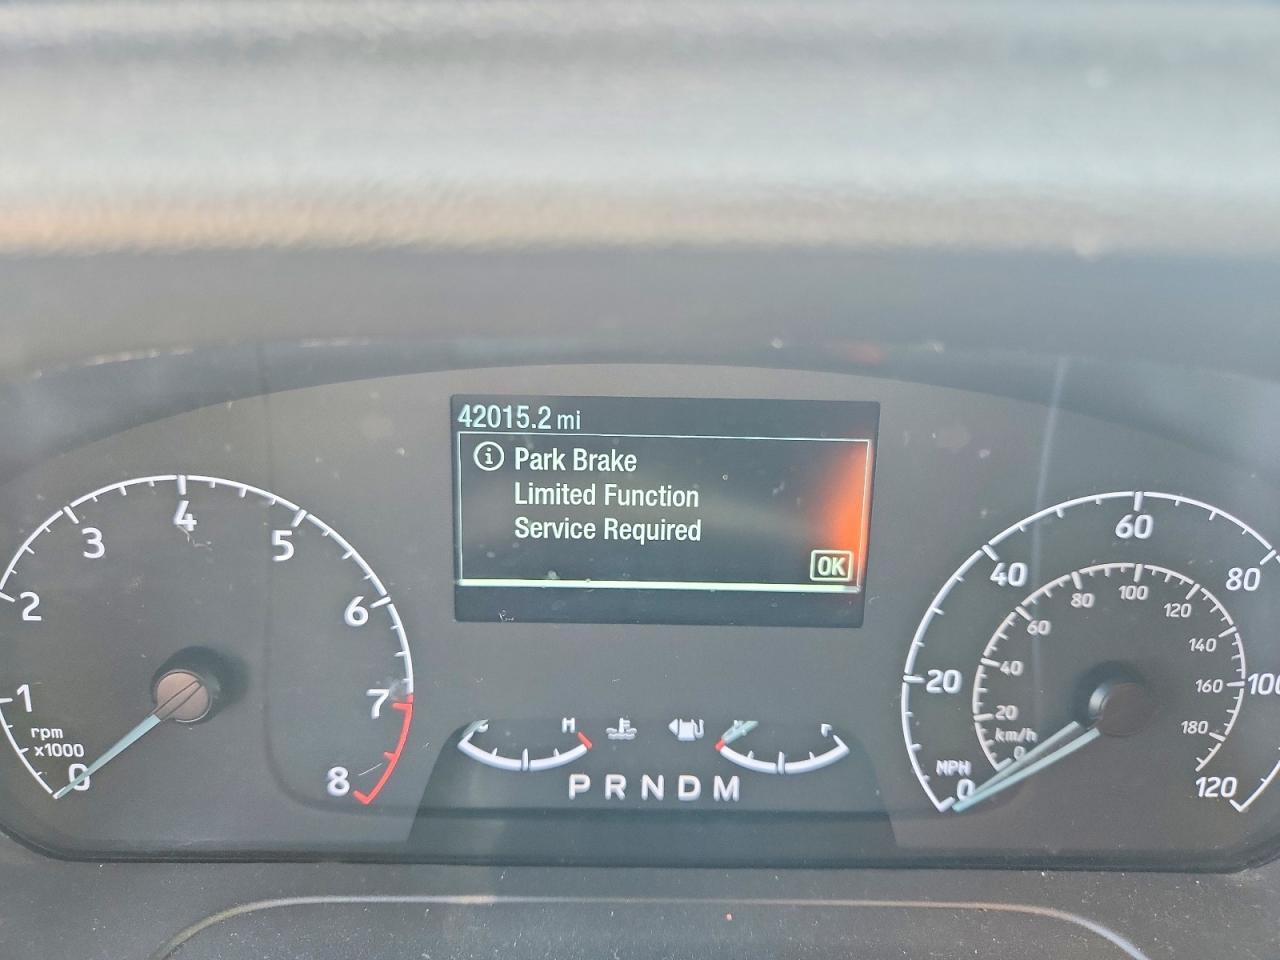 42015.2 mi
i Park Brake
Limited Function
Service Required
OK
1
2
3
4
5
6
7
8
0
rpm
x1000
H
P R N D M
0
20
40
60
80
100
120
MPH
0
20
40
60
80
100
120
140
160
180
km/h